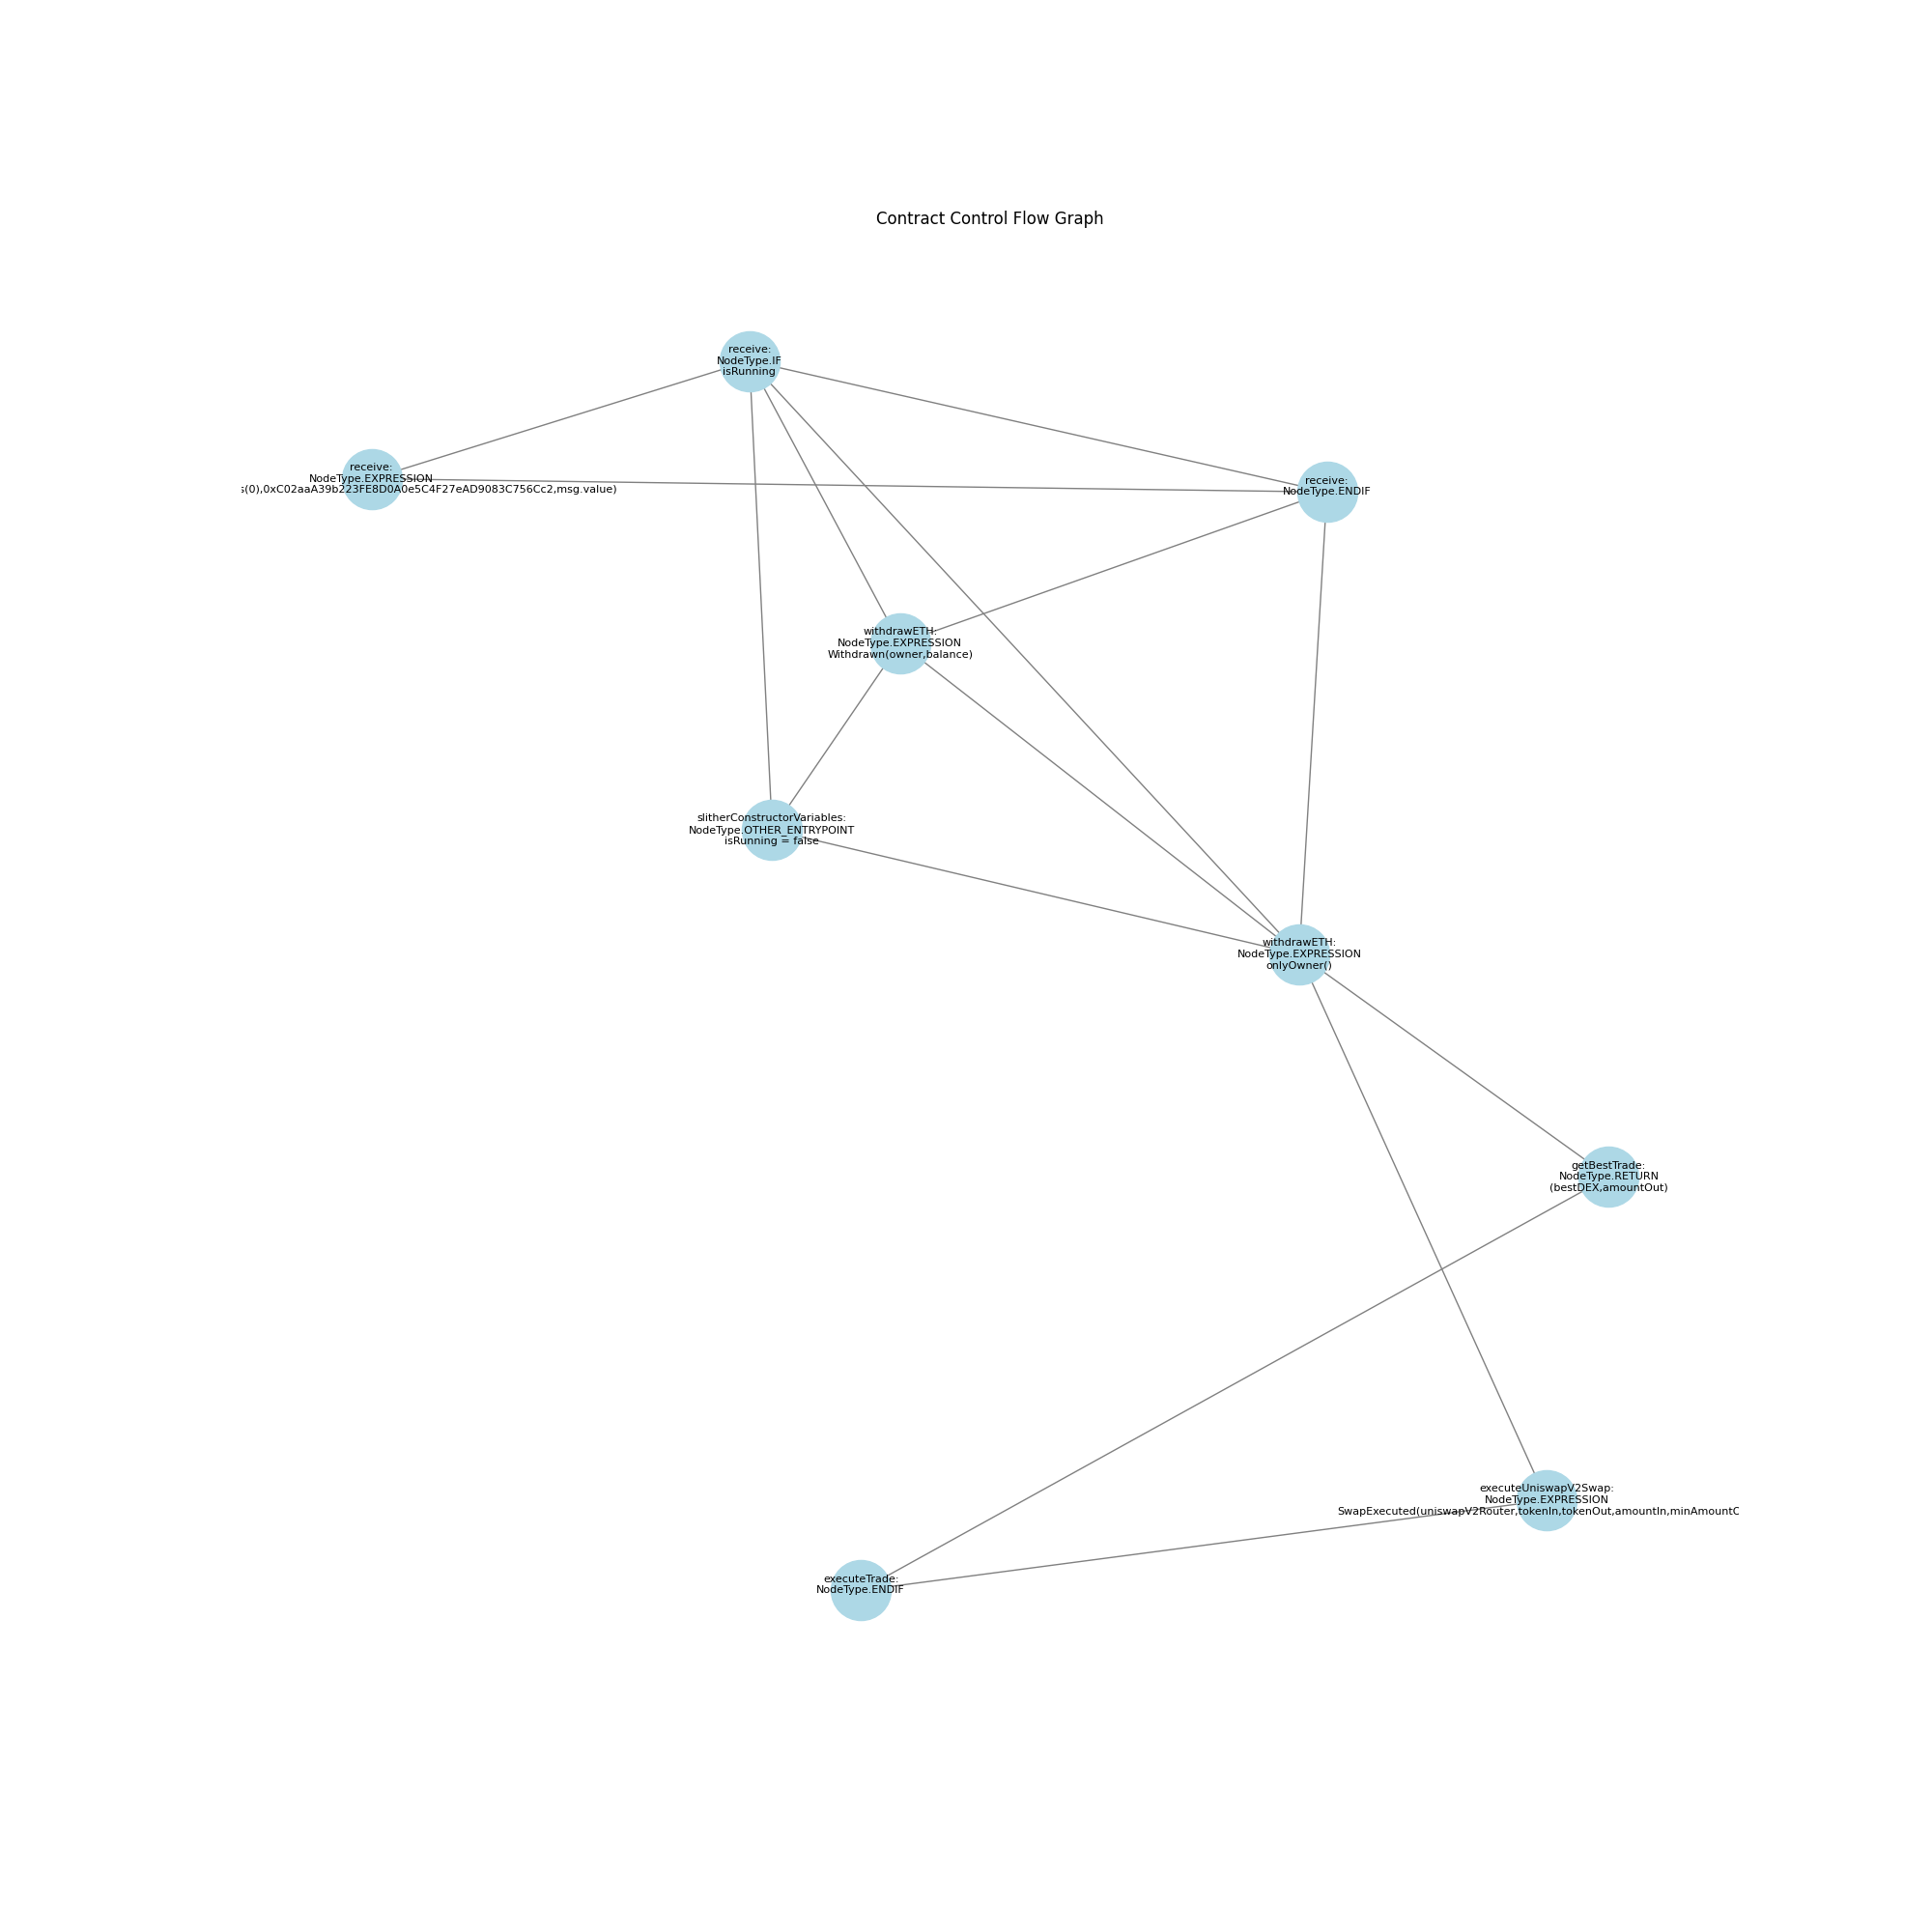 Contract Control Flow Graph
receive:
NodeType.IF
isRunning
receive:
NodeType.EXPRESSION
s(0),0xC02aaA39b223FE8D0A0e5C4F27eAD9083C756Cc2,msg.value)
receive:
NodeType.ENDIF
withdrawETH:
NodeType.EXPRESSION
Withdrawn(owner,balance)
slitherConstructorVariables:
NodeType.OTHER_ENTRYPOINT
isRunning = false
withdrawETH:
NodeType.EXPRESSION
onlyOwner()
getBestTrade:
NodeType.RETURN
(bestDEX,amountOut)
executeUniswapV2Swap:
NodeType.EXPRESSION
SwapExecuted(uniswapV2Router,tokenIn,tokenOut,amountIn,minAmountO
executeTrade:
NodeType.ENDIF